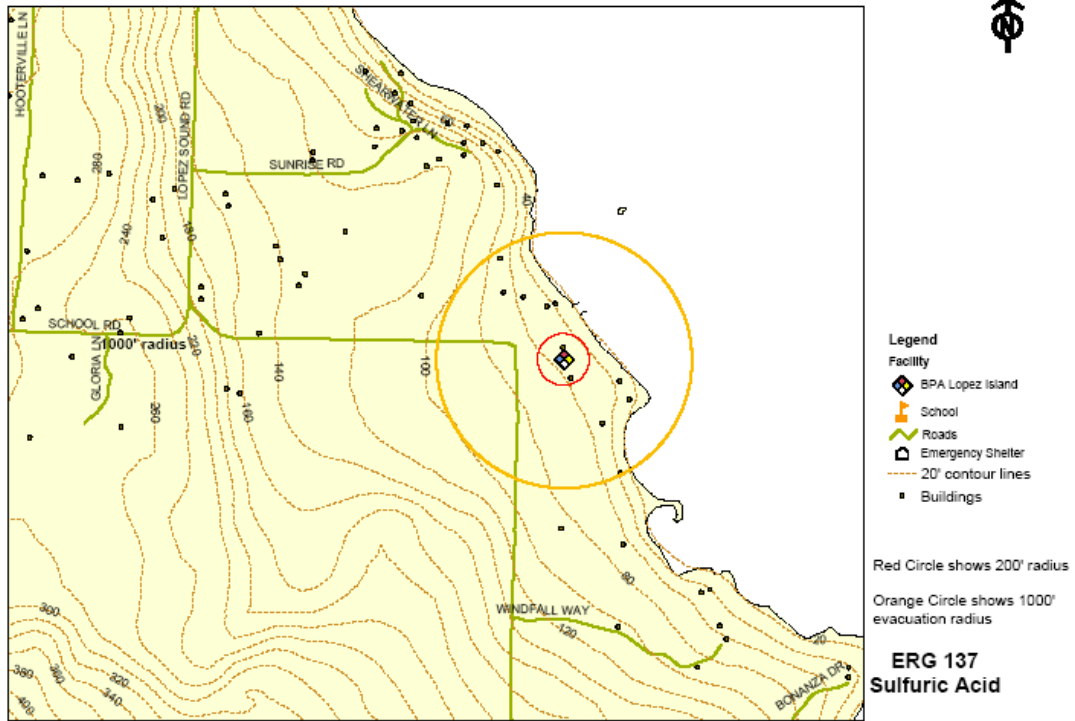 N
HOOTERVILLE LN
LOPEZ SOUND RD
SHEARWATER LN
60
200
SUNRISE RD
280
40
240
180
SCHOOL RD
1000' radius
220
GLORIA LN
100
140
160
260
80
WINDFALL WAY
120
20
300
BONANZA DR
380
360
320
340
400
Legend
Facility
BPA Lopez Island
School
Roads
Emergency Shelter
20' contour lines
Buildings
Red Circle shows 200' radius
Orange Circle shows 1000'
evacuation radius
ERG 137
Sulfuric Acid